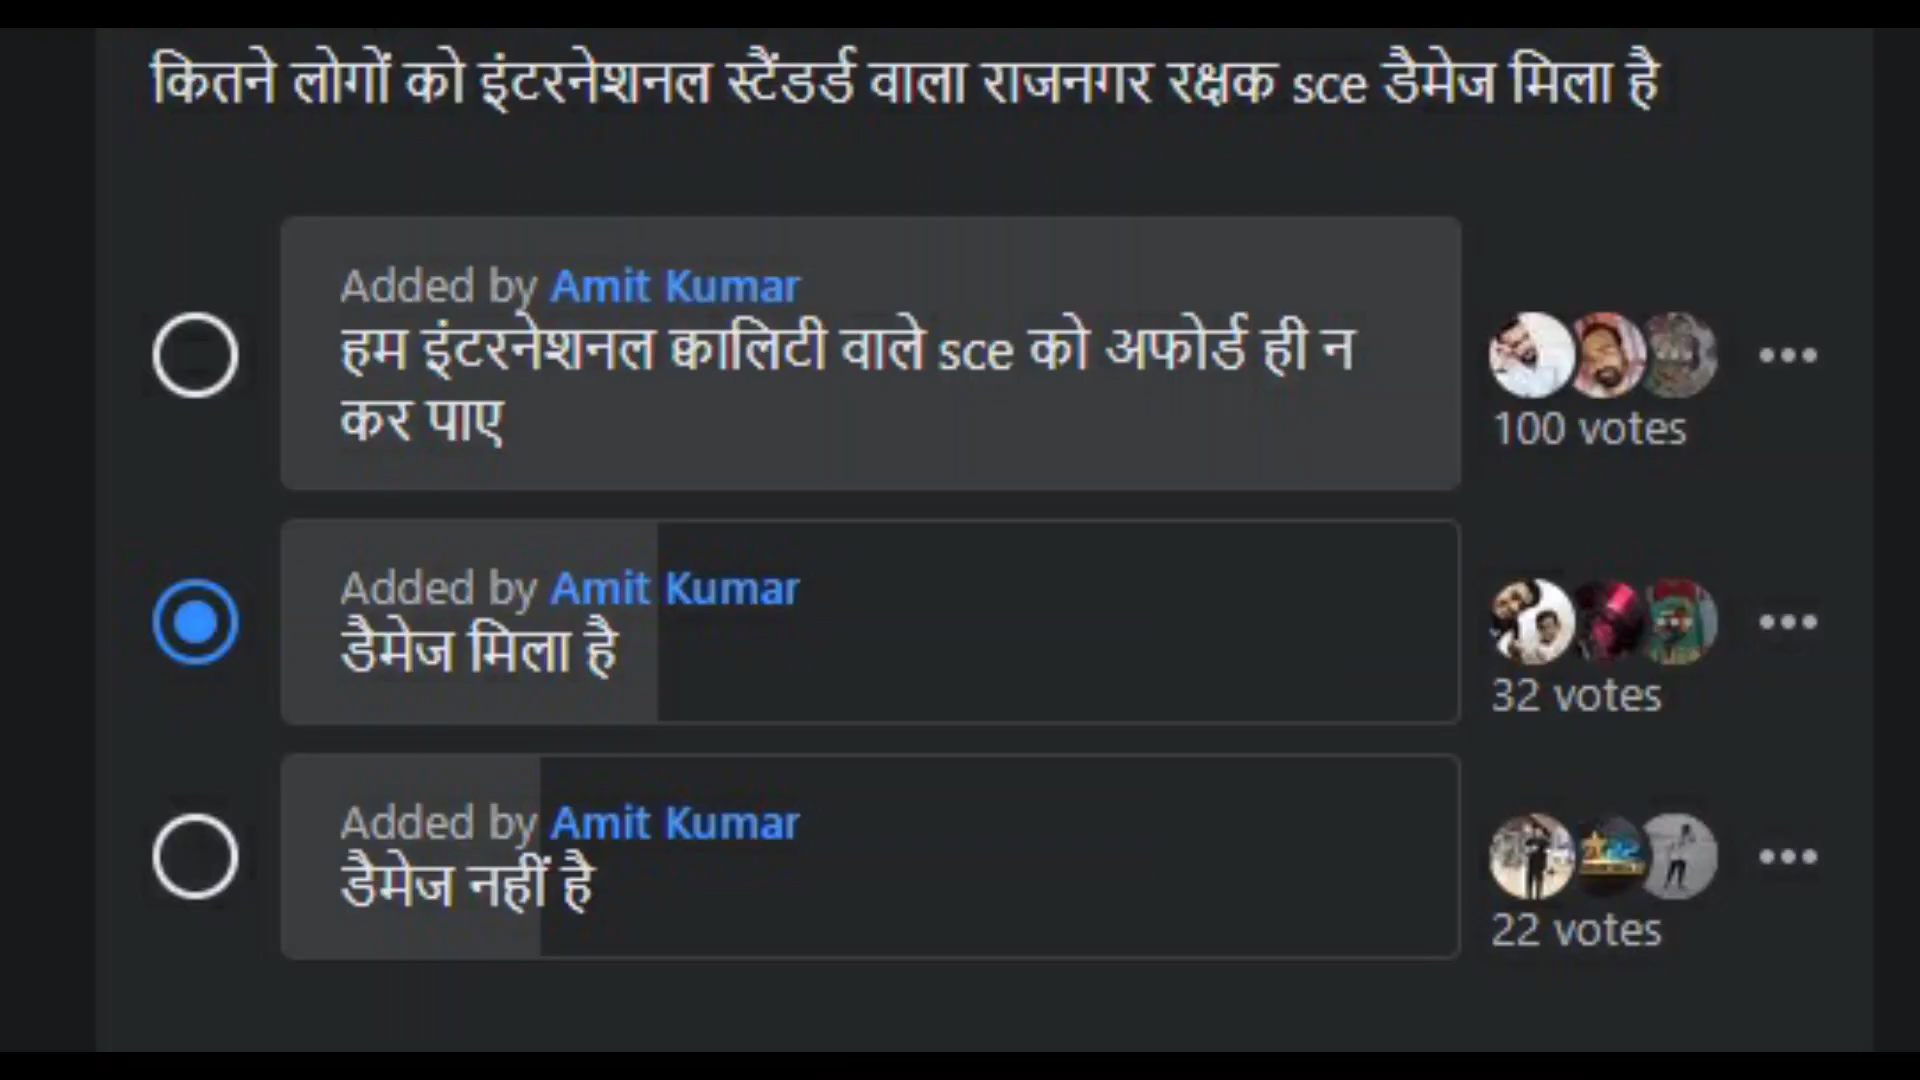 कितने लोगों को इंटरनेशनल स्टैंडर्ड वाला राजनगर रक्षक sce डैमेज मिला है
Added by Amit Kumar
हम इंटरनेशनल क्वालिटी वाले sce को अफोर्ड ही न
कर पाए
100 votes
Added by Amit Kumar
डैमेज मिला है
32 votes
Added by Amit Kumar
डैमेज नहीं है
22 votes